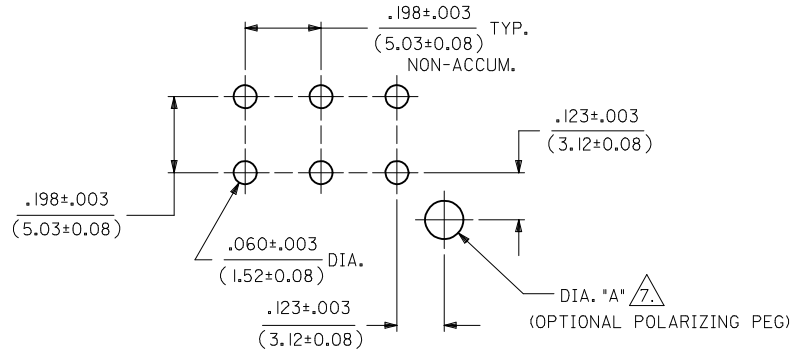 .198±.003 TYP.
(5.03±0.08)
NON-ACCUM.
.123±.003
(3.12±0.08)
.198±.003
(5.03±0.08)
.060±.003 DIA.
(1.52±0.08)
.123±.003
(3.12±0.08)
DIA. "A" 7.
(OPTIONAL POLARIZING PEG)